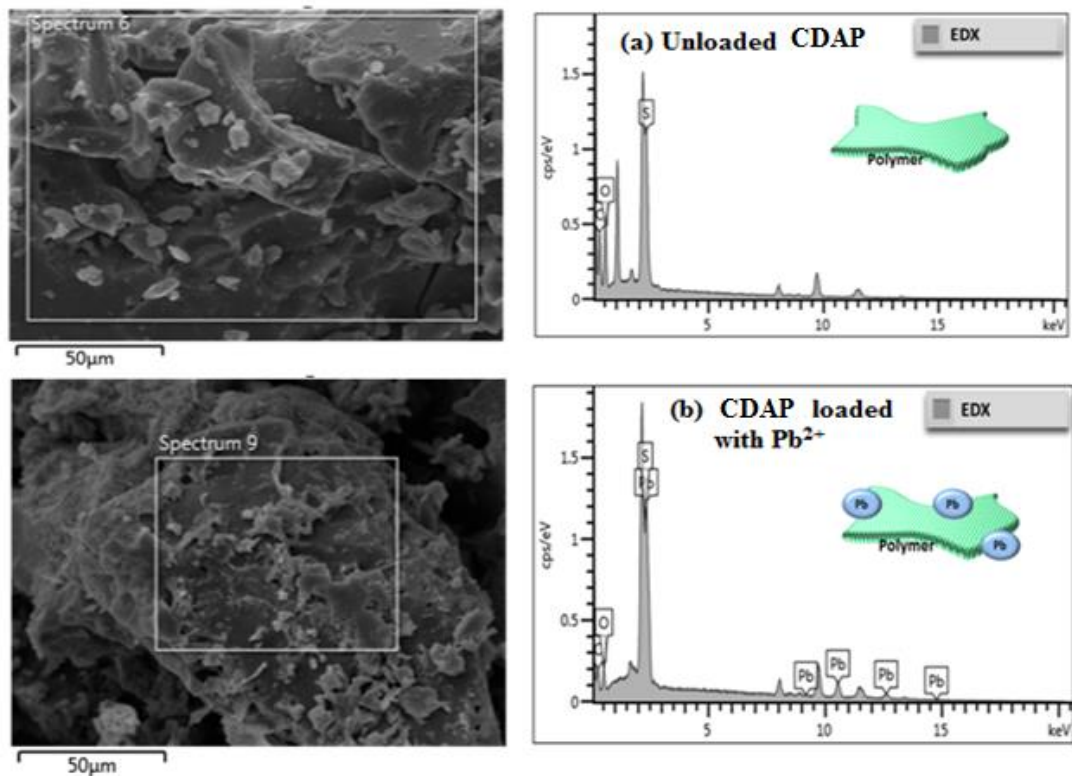 Spectrum 6
50µm
(a) Unloaded CDAP
EDX
Polymer
S
O
cps/eV
1.5
1
0.5
0
5
10
15
keV
Spectrum 9
50µm
(b) CDAP loaded
with Pb²⁺
EDX
Pb
Pb
Pb
Polymer
S
Pb
O
Pb
Pb
Pb
Pb
cps/eV
1.5
1
0.5
0
5
10
15
keV